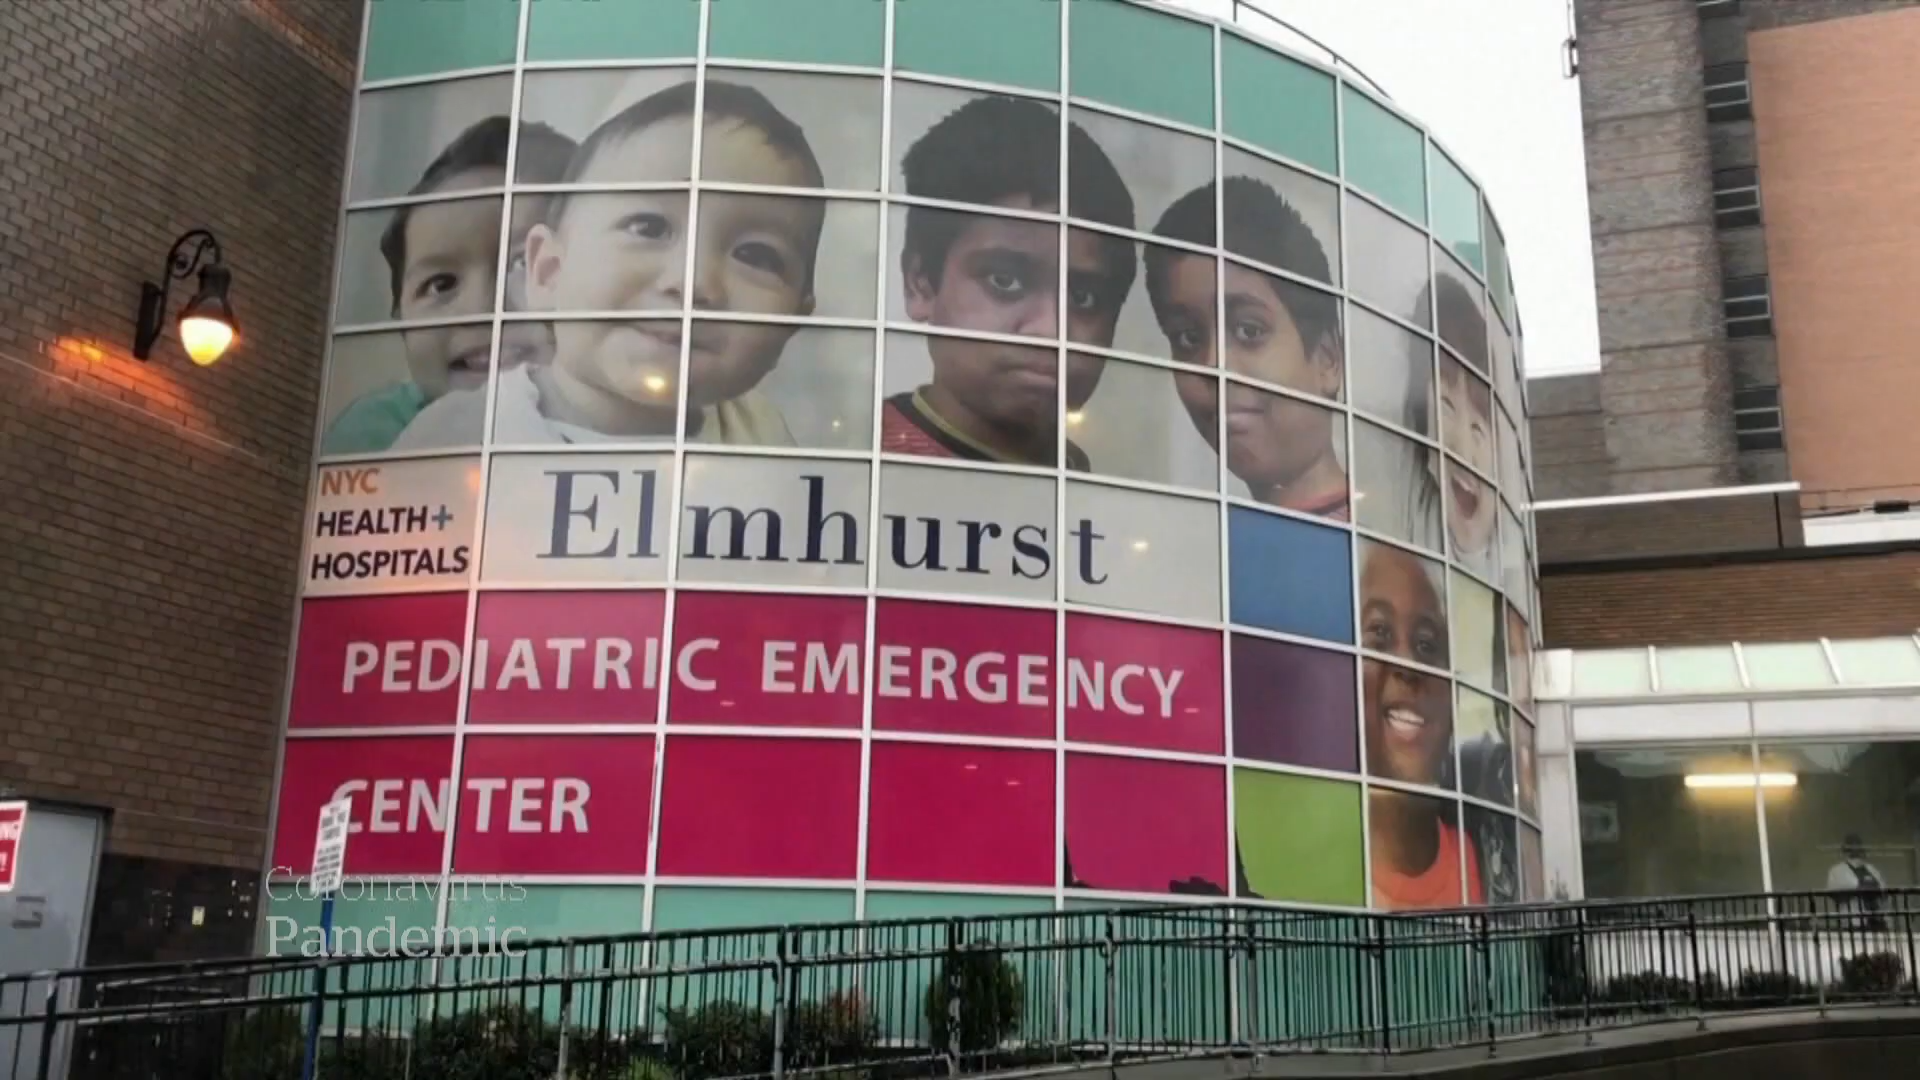 NYC
HEALTH+
HOSPITALS
Elmhurst
PEDIATRIC EMERGENCY
CENTER
Coronavirus
Pandemic